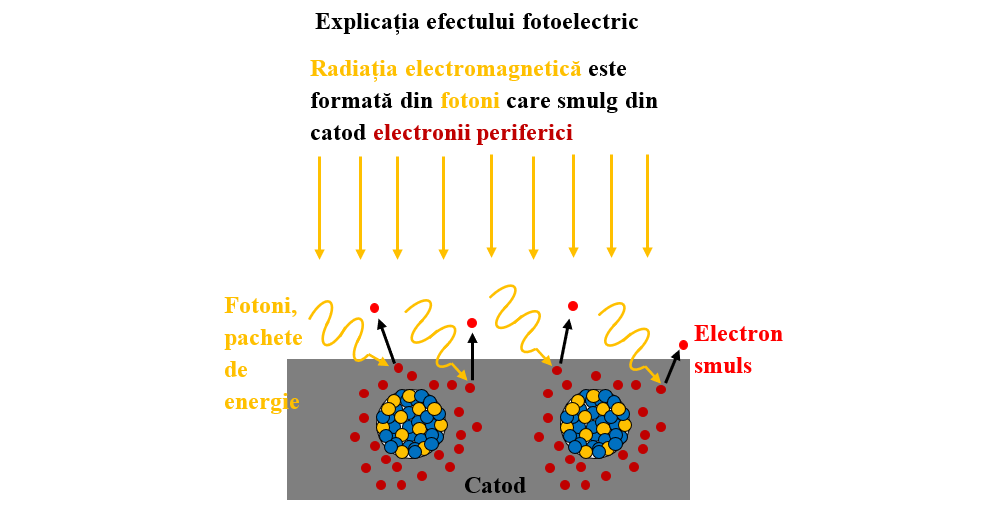 Explicația efectului fotoelectric
Radiația electromagnetică este
formată din fotoni care smulg din
catod electronii periferici
Fotoni,
pachete
de
energie
Electron
smuls
Catod